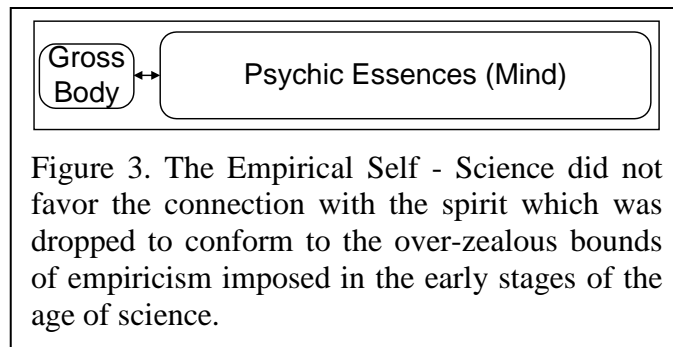 Gross
Body
Psychic Essences (Mind)
Figure 3. The Empirical Self - Science did not
favor the connection with the spirit which was
dropped to conform to the over-zealous bounds
of empiricism imposed in the early stages of the
age of science.